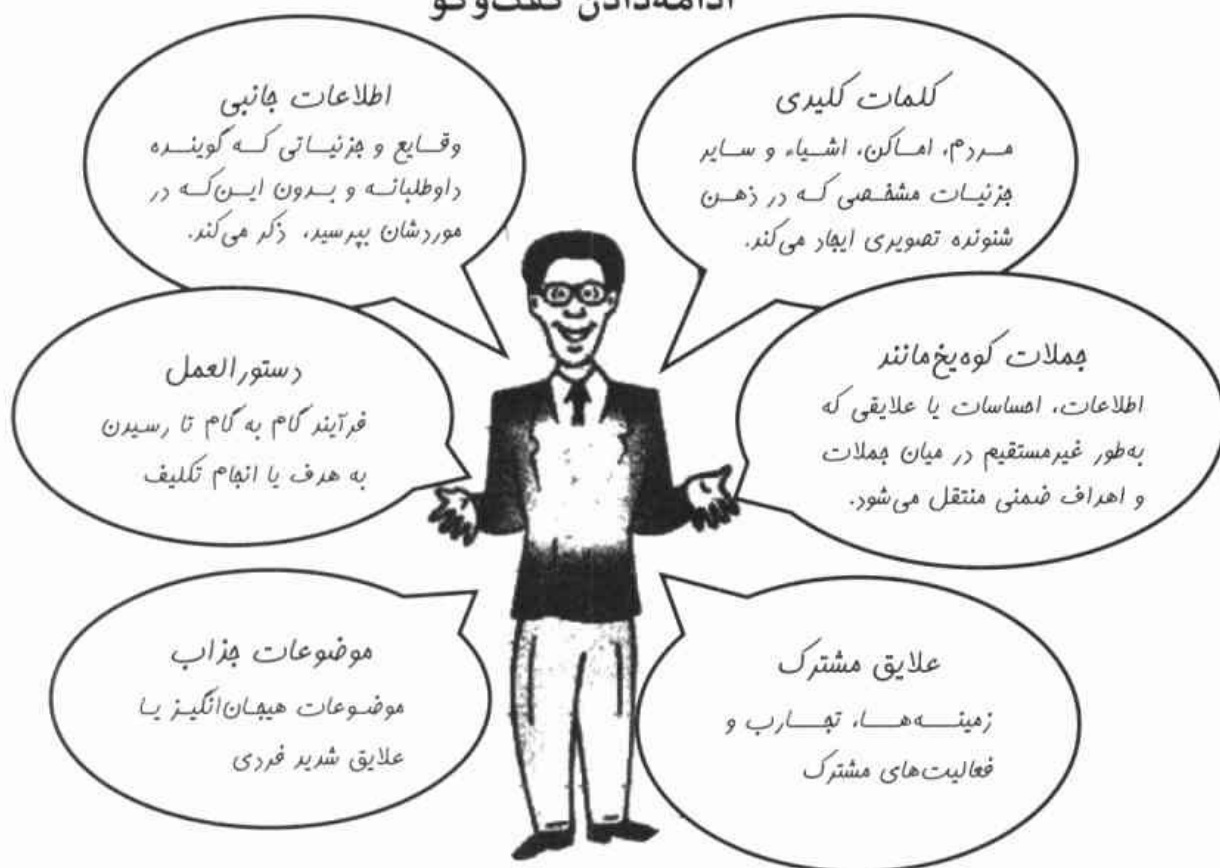 ادامه‌دادن گفت‌وگو
کلمات کلیدی
مردم، اماکن، اشیاء و سایر
جزئیات مشخصی که در ذهن
شنونده تصویری ایجاد می‌کند.
اطلاعات جانبی
وقایع و جزئیاتی که گوینده
داوطلبانه و بدون این‌که در
موردشان بپرسید، ذکر می‌کند.
جملات کوه‌یخ‌مانند
اطلاعات، احساسات یا علایقی که
به‌طور غیرمستقیم در میان جملات
و اهداف ضمنی منتقل می‌شود.
دستورالعمل
فرآیند گام به گام تا رسیدن
به هدف یا انجام تکلیف
علایق مشترک
زمینه‌ها، تجارب و
فعالیت‌های مشترک
موضوعات جذاب
موضوعات هیجان‌انگیز یا
علایق شدید فردی